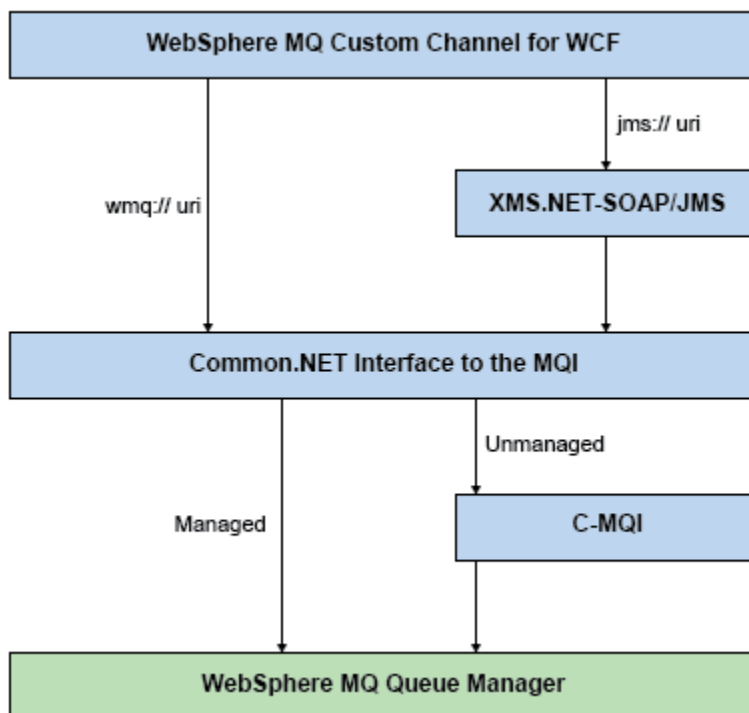 WebSphere MQ Custom Channel for WCF
jms:// uri
wmq:// uri
XMS.NET-SOAP/JMS
Common.NET Interface to the MQI
Unmanaged
Managed
C-MQI
WebSphere MQ Queue Manager